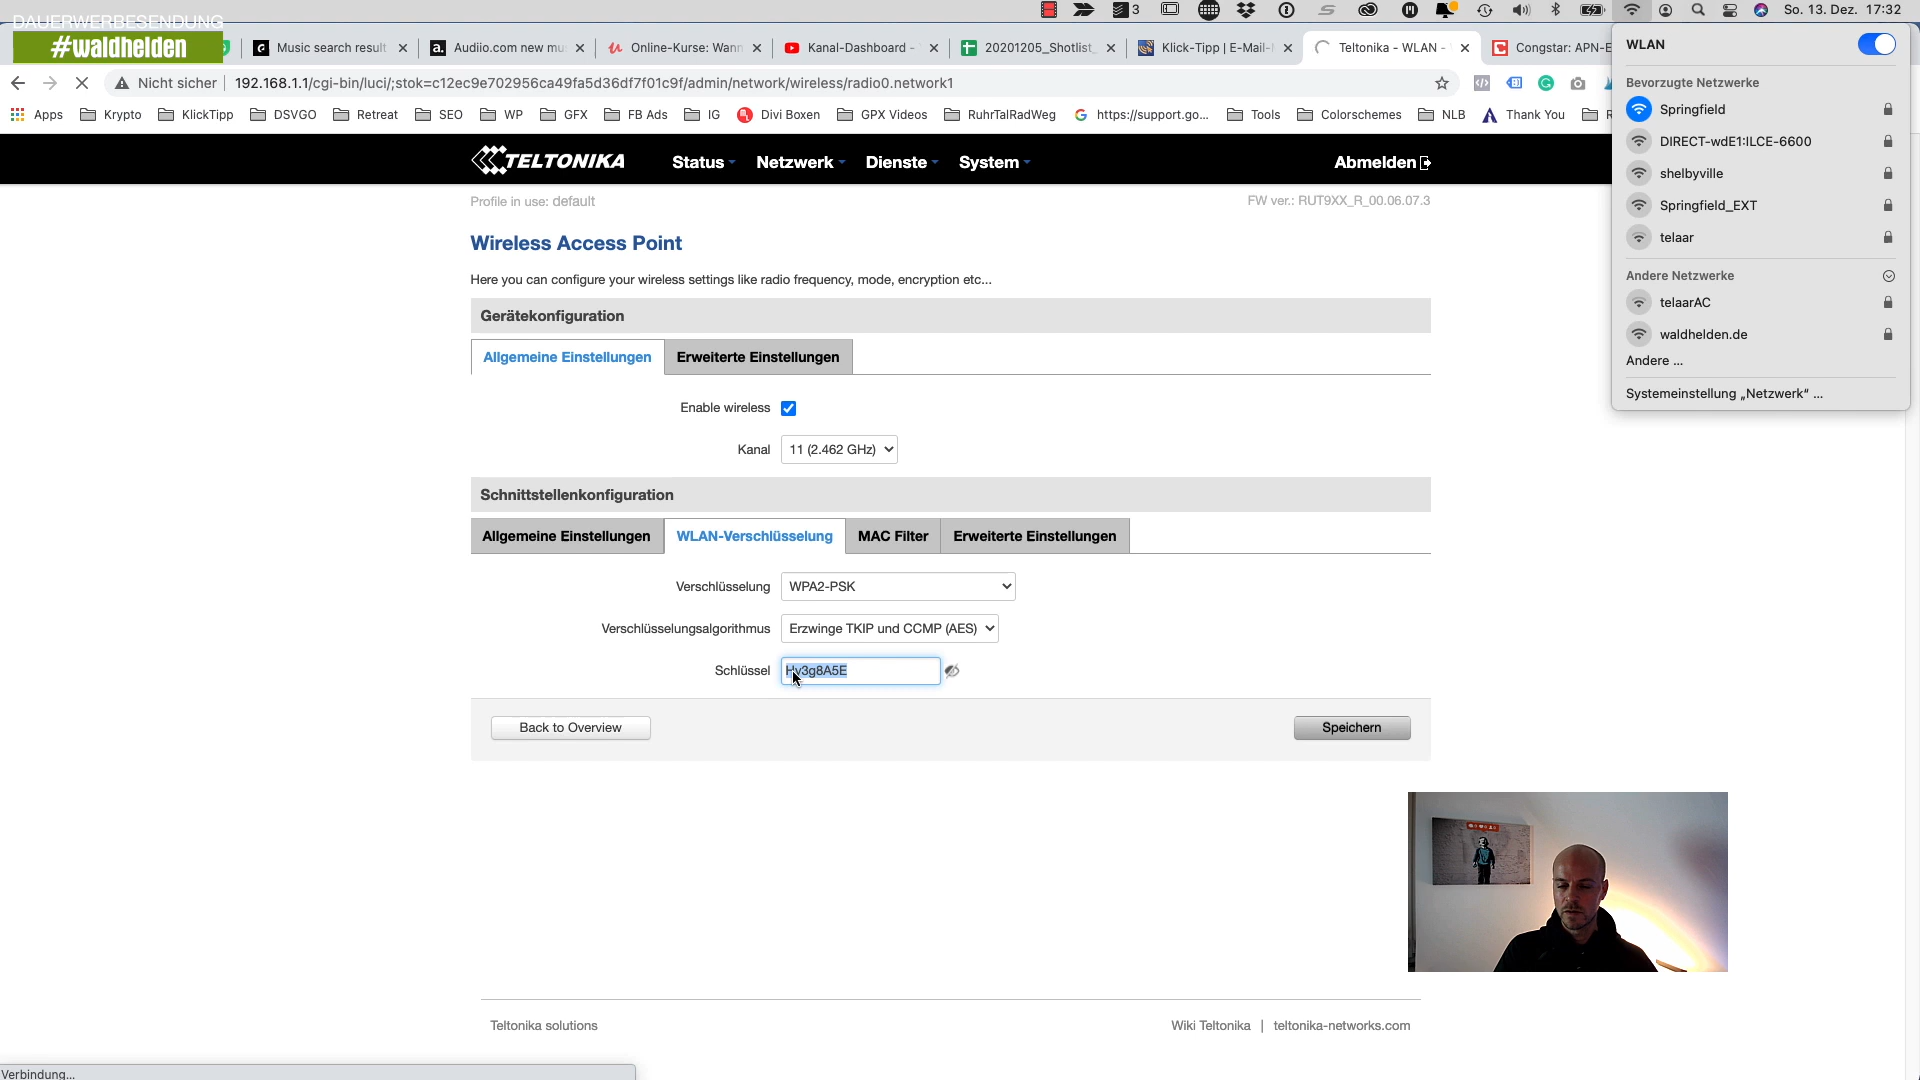 DAUERWERBESENDUNG
#waldhelden
3
So. 13. Dez. 17:32
Music search result
Audiio.com new mu
Online-Kurse: Wann
Kanal-Dashboard -
20201205_Shotlist_
Klick-Tipp | E-Mail-
Teltonika - WLAN -
Congstar: APN-E
Nicht sicher
192.168.1.1/cgi-bin/luci/;stok=c12ec9e702956ca49fa5d36df7f01c9f/admin/network/wireless/radio0.network1
Apps
Krypto
KlickTipp
DSVGO
Retreat
SEO
WP
GFX
FB Ads
IG
Divi Boxen
GPX Videos
RuhrTalRadWeg
https://support.go...
Tools
Colorschemes
NLB
Thank You
TELTONIKA
Status
Netzwerk
Dienste
System
Abmelden
Profile in use: default
FW ver.: RUT9XX_R_00.06.07.3
Wireless Access Point
Here you can configure your wireless settings like radio frequency, mode, encryption etc...
Gerätekonfiguration
Allgemeine Einstellungen
Erweiterte Einstellungen
Enable wireless
Kanal
11 (2.462 GHz)
Schnittstellenkonfiguration
Allgemeine Einstellungen
WLAN-Verschlüsselung
MAC Filter
Erweiterte Einstellungen
Verschlüsselung
WPA2-PSK
Verschlüsselungsalgorithmus
Erzwinge TKIP und CCMP (AES)
Schlüssel
Hv3g8A5E
Back to Overview
Speichern
Teltonika solutions
Wiki Teltonika | teltonika-networks.com
Verbindung...
WLAN
Bevorzugte Netzwerke
Springfield
DIRECT-wdE1:ILCE-6600
shelbyville
Springfield_EXT
telaar
Andere Netzwerke
telaarAC
waldhelden.de
Andere ...
Systemeinstellung „Netzwerk“ ...